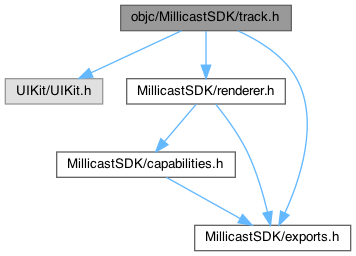 objc/MillicastSDK/track.h
UIKit/UIKit.h
MillicastSDK/renderer.h
MillicastSDK/capabilities.h
MillicastSDK/exports.h